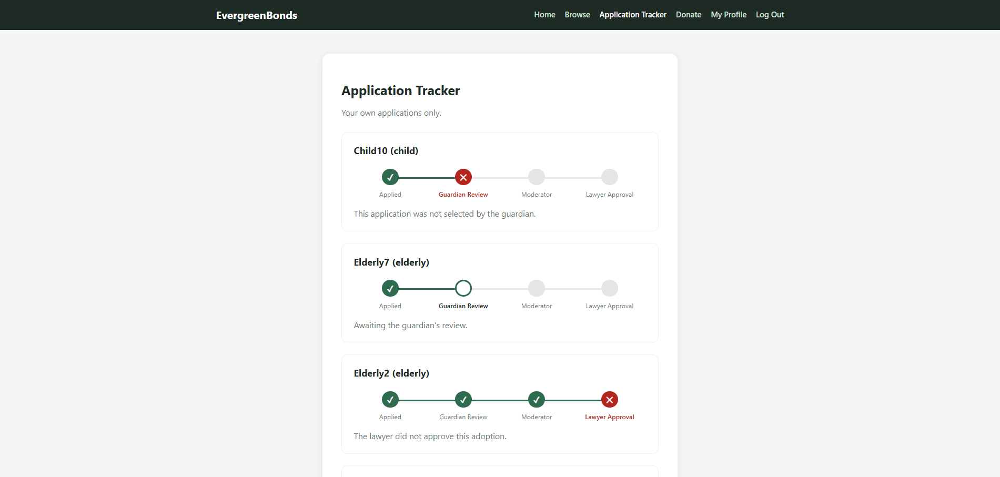 EvergreenBonds
Home Browse Application Tracker Donate My Profile Log Out
Application Tracker
Your own applications only.
Child10 (child)
Applied Guardian Review Moderator Lawyer Approval
This application was not selected by the guardian.
Elderly7 (elderly)
Applied Guardian Review Moderator Lawyer Approval
Awaiting the guardian's review.
Elderly2 (elderly)
Applied Guardian Review Moderator Lawyer Approval
The lawyer did not approve this adoption.